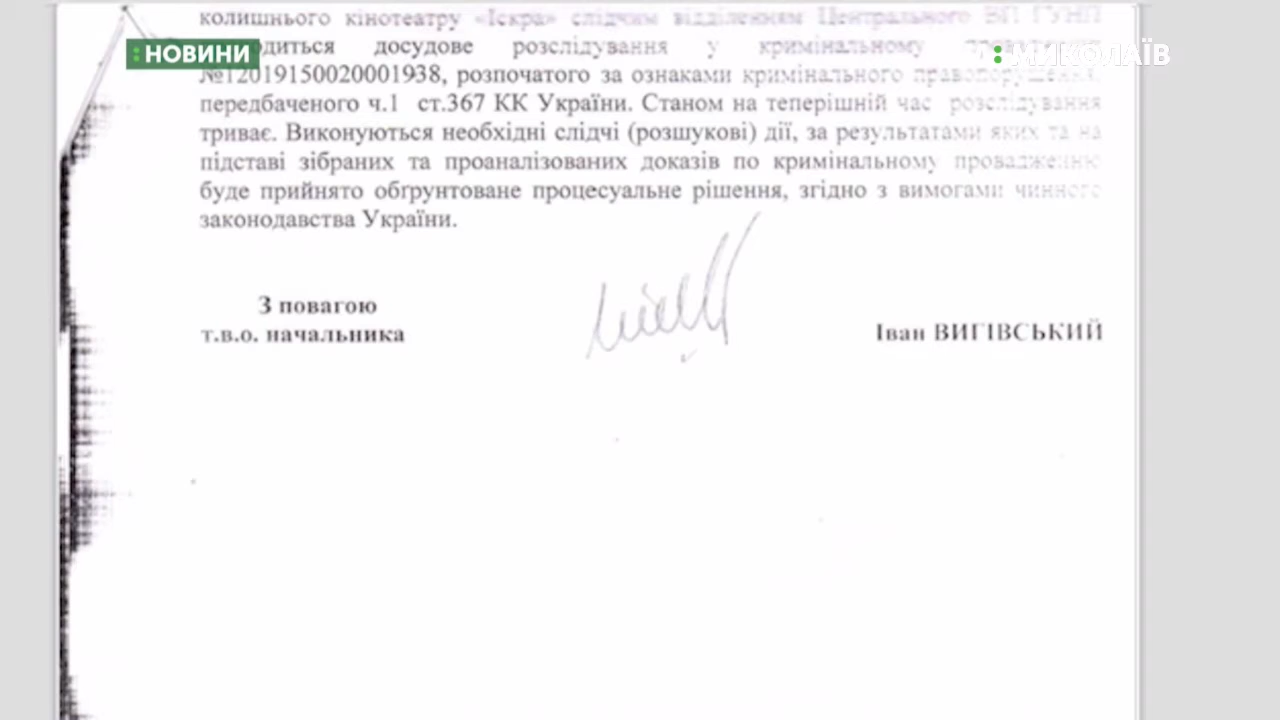 колишнього кінотеатру «Іскра» слідчим відділенням Центрального ВП ГУНП
НОВИНИ
МИКОЛАЇВ
досудове розслідування у кримінальному
№12019150020001938, розпочатого за ознаками кримінального правопорушення,
передбаченого ч.1 ст.367 КК України. Станом на теперішній час розслідування
триває. Виконуються необхідні слідчі (розшукові) дії, за результатами яких та на
підставі зібраних та проаналізованих доказів по кримінальному провадженню
буде прийнято обґрунтоване процесуальне рішення, згідно з вимогами чинного
законодавства України.
З повагою
т.в.о. начальника
Іван ВИГІВСЬКИЙ